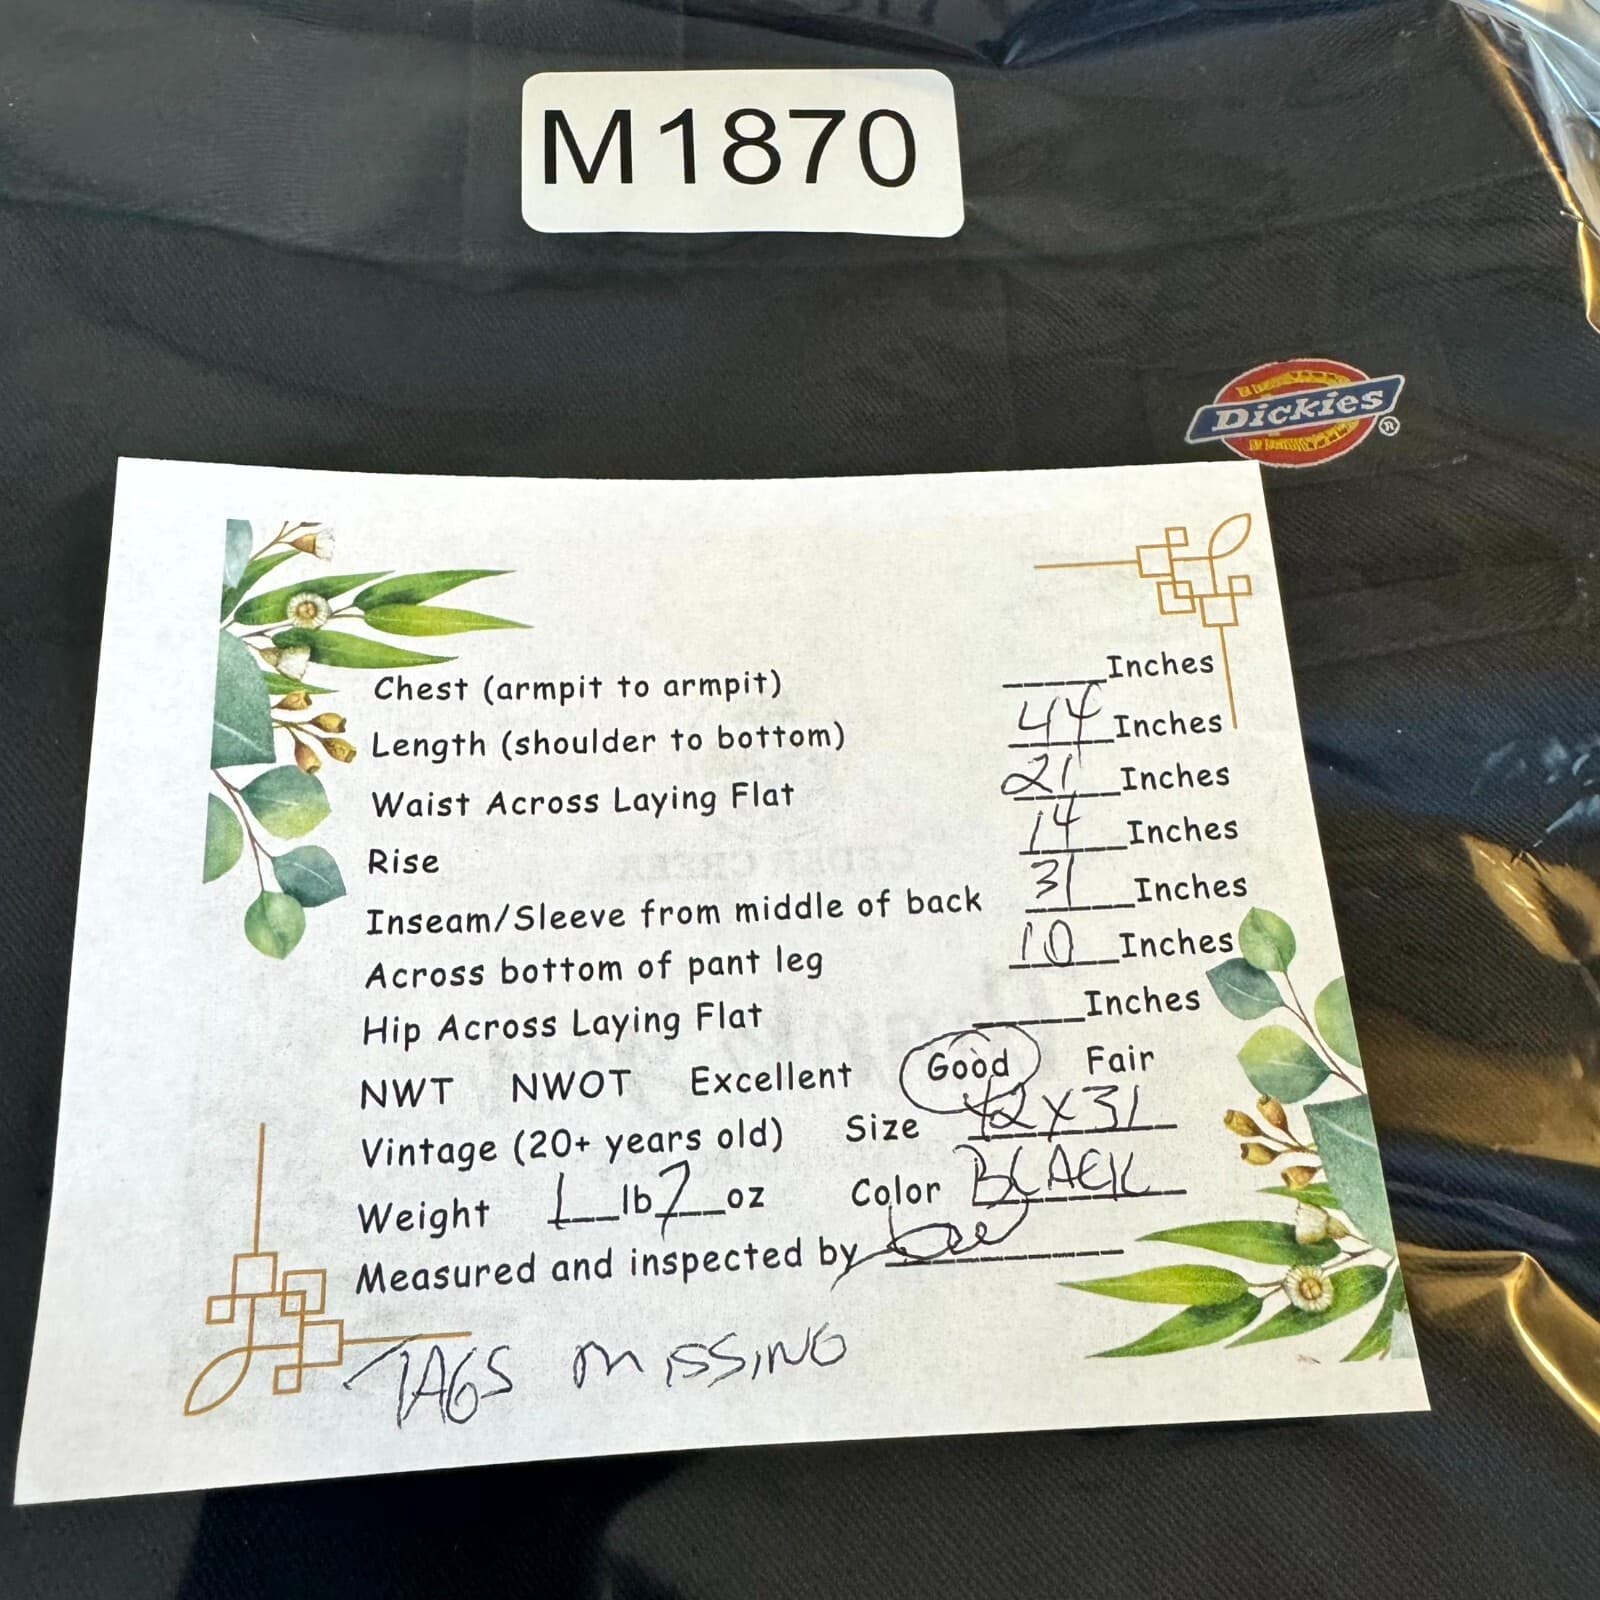 M1870
Dickies®
Chest (armpit to armpit) _____Inches
Length (shoulder to bottom) 44 Inches
Waist Across Laying Flat 21 Inches
Rise 14 Inches
Inseam/Sleeve from middle of back 31 Inches
Across bottom of pant leg 10 Inches
Hip Across Laying Flat _____Inches
NWT NWOT Excellent Good Fair
Vintage (20+ years old) Size 42x31
Weight 1 lb 7 oz Color BLACK
Measured and inspected by
TAGS MISSING